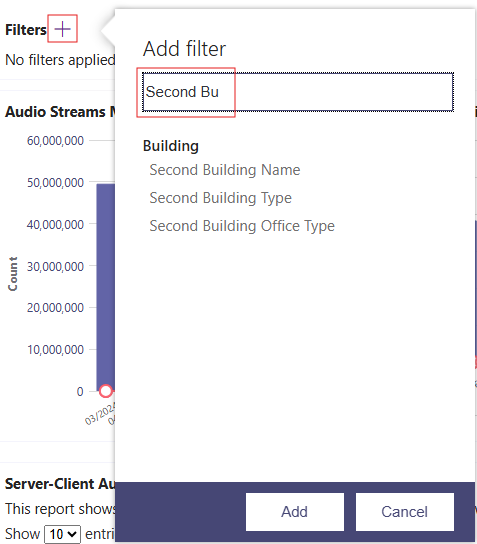 Filters +
No filters applied
Add filter
Second Bu
Building
Second Building Name
Second Building Type
Second Building Office Type
Audio Streams M
60,000,000
50,000,000
40,000,000
30,000,000
20,000,000
10,000,000
0
Count
03/2024
Server-Client Au
This report shows
Show 10 entri
Add
Cancel